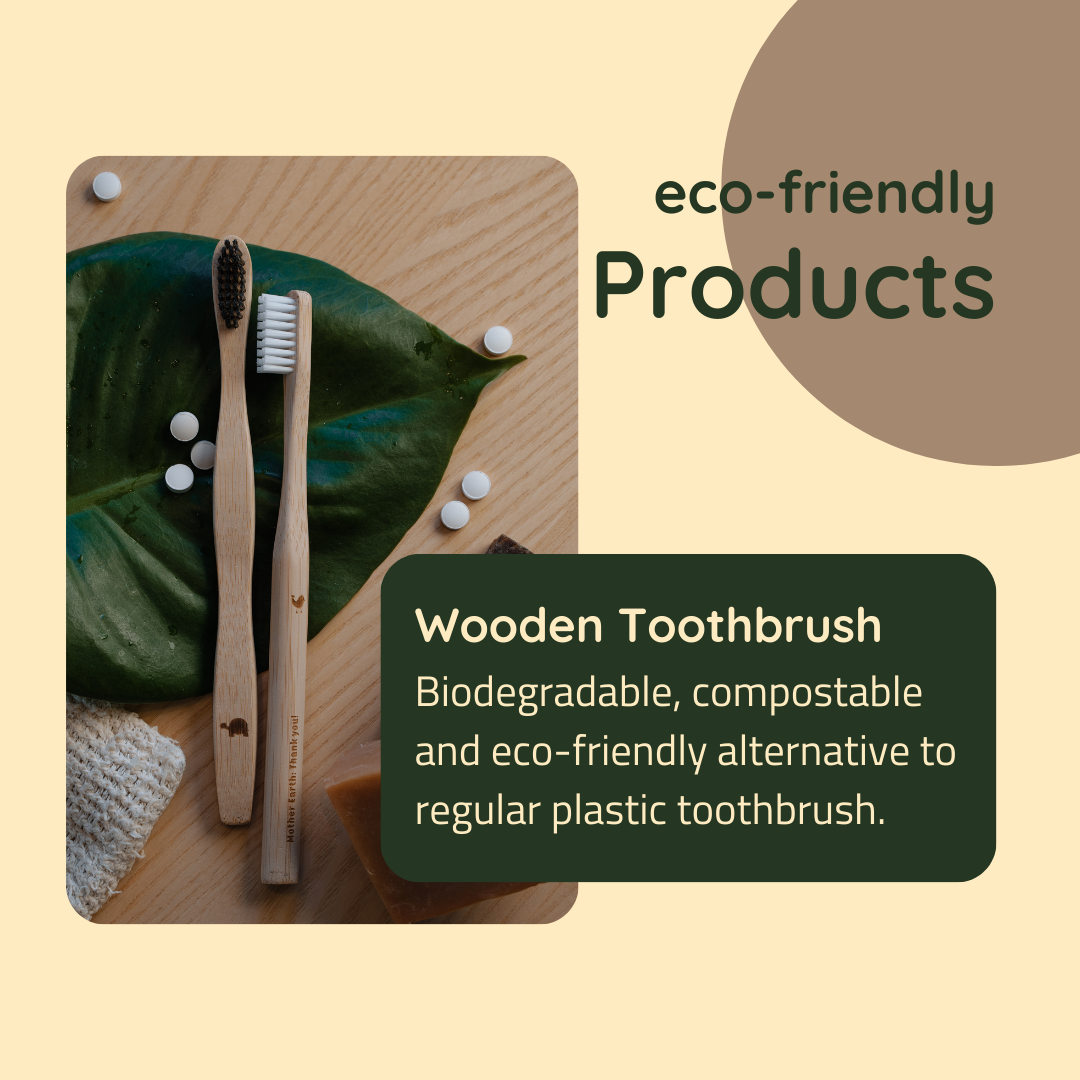 eco-friendly
Products
Wooden Toothbrush
Biodegradable, compostable
and eco-friendly alternative to
regular plastic toothbrush.
Mother Earth: Thank you!